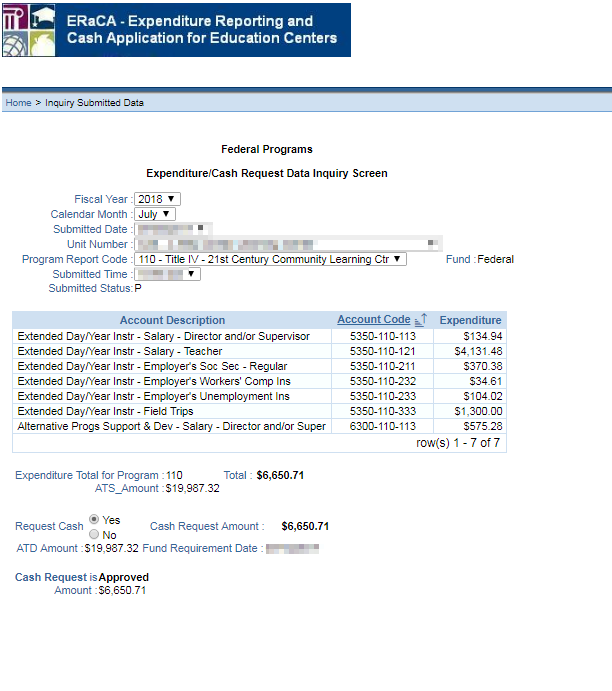 ERaCA - Expenditure Reporting and
Cash Application for Education Centers
Home > Inquiry Submitted Data
Federal Programs
Expenditure/Cash Request Data Inquiry Screen
Fiscal Year : 2018
Calendar Month : July
Submitted Date :
Unit Number :
Program Report Code : 110 - Title IV - 21st Century Community Learning Ctr Fund : Federal
Submitted Time :
Submitted Status: P
Account Description Account Code Expenditure
Extended Day/Year Instr - Salary - Director and/or Supervisor 5350-110-113 $134.94
Extended Day/Year Instr - Salary - Teacher 5350-110-121 $4,131.48
Extended Day/Year Instr - Employer's Soc Sec - Regular 5350-110-211 $370.38
Extended Day/Year Instr - Employer's Workers' Comp Ins 5350-110-232 $34.61
Extended Day/Year Instr - Employer's Unemployment Ins 5350-110-233 $104.02
Extended Day/Year Instr - Field Trips 5350-110-333 $1,300.00
Alternative Progs Support & Dev - Salary - Director and/or Super 6300-110-113 $575.28
row(s) 1 - 7 of 7
Expenditure Total for Program : 110 Total : $6,650.71
ATS_Amount : $19,987.32
Request Cash Yes Cash Request Amount : $6,650.71
No
ATD Amount : $19,987.32 Fund Requirement Date :
Cash Request is Approved
Amount : $6,650.71